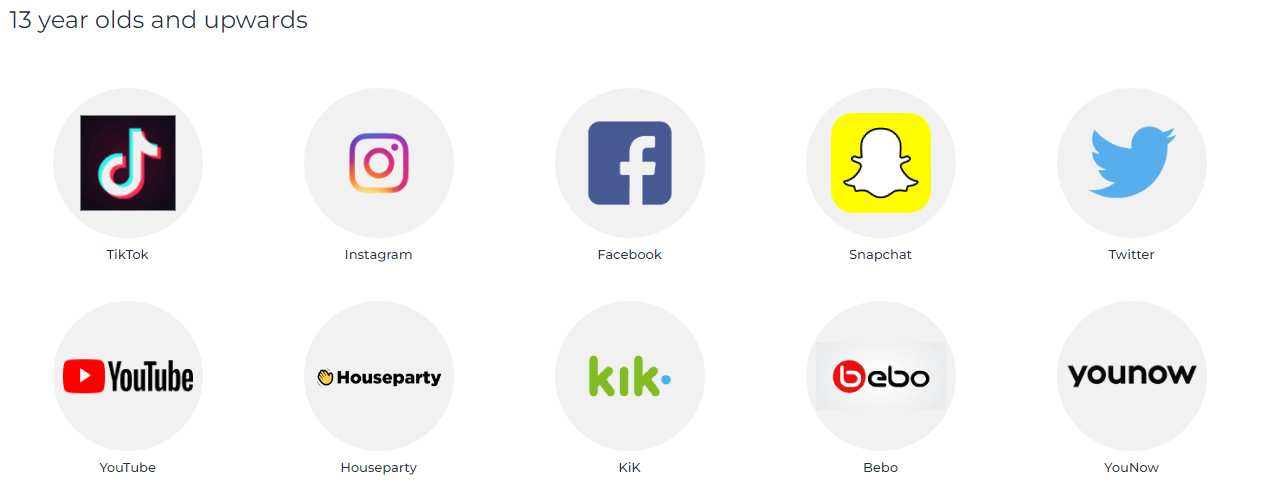 13 year olds and upwards
TikTok
Instagram
Facebook
Snapchat
Twitter
YouTube
Houseparty
kik
bebo
younow
YouTube
Houseparty
KiK
Bebo
YouNow